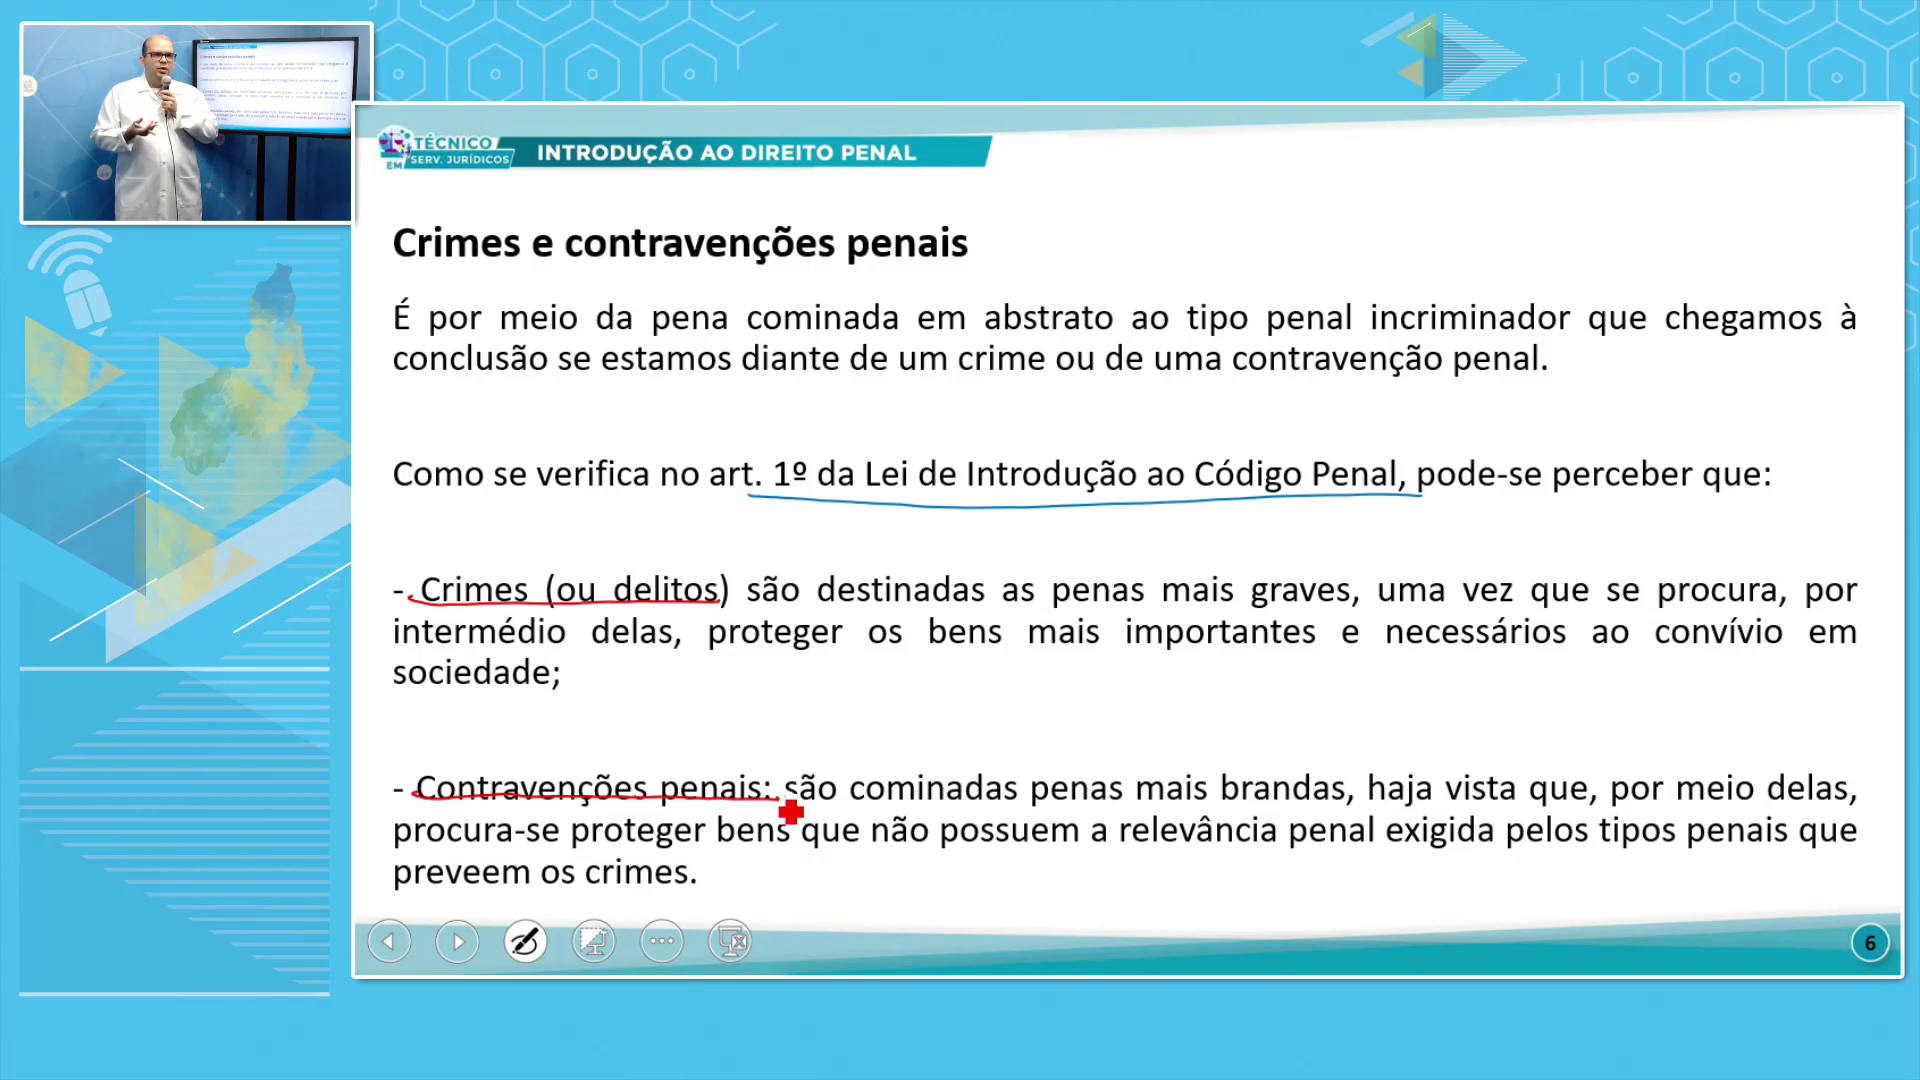 TÉCNICO
EM SERV. JURÍDICOS
INTRODUÇÃO AO DIREITO PENAL
Crimes e contravenções penais
É por meio da pena cominada em abstrato ao tipo penal incriminador que chegamos à
conclusão se estamos diante de um crime ou de uma contravenção penal.
Como se verifica no art. 1º da Lei de Introdução ao Código Penal, pode-se perceber que:
- Crimes (ou delitos) são destinadas as penas mais graves, uma vez que se procura, por
intermédio delas, proteger os bens mais importantes e necessários ao convívio em
sociedade;
- Contravenções penais: são cominadas penas mais brandas, haja vista que, por meio delas,
procura-se proteger bens que não possuem a relevância penal exigida pelos tipos penais que
preveem os crimes.
6